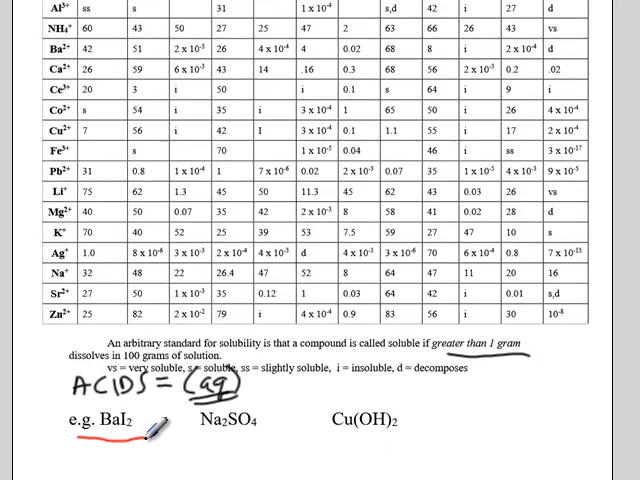 Al³⁺ ss s 31 1 x 10⁻⁴ s,d 42 i 27 d
NH₄⁺ 60 43 50 27 25 47 2 63 66 26 43 vs
Ba²⁺ 42 51 2 x 10⁻³ 26 4 x 10⁻⁴ 4 0.02 68 8 i 2 x 10⁻⁴ d
Ca²⁺ 26 59 6 x 10⁻³ 43 14 .16 0.3 68 56 2 x 10⁻³ 0.2 .02
Ce³⁺ 20 3 i 50 i 0.1 s 64 i 9 i
Co²⁺ s 54 i 35 i 3 x 10⁻⁴ 1 65 50 i 26 4 x 10⁻⁴
Cu²⁺ 7 56 i 42 I 3 x 10⁻⁴ 0.1 1.1 55 i 17 2 x 10⁻⁴
Fe³⁺ s 70 1 x 10⁻⁵ 0.04 46 i ss 3 x 10⁻¹⁷
Pb²⁺ 31 0.8 1 x 10⁻⁴ 1 7 x 10⁻⁶ 0.02 2 x 10⁻³ 0.07 35 1 x 10⁻⁵ 4 x 10⁻³ 9 x 10⁻⁵
Li⁺ 75 62 1.3 45 50 11.3 45 62 43 0.03 26 vs
Mg²⁺ 40 50 0.07 35 42 2 x 10⁻³ 8 58 41 0.02 28 d
K⁺ 70 40 52 25 39 53 7.5 59 27 47 10 s
Ag⁺ 1.0 8 x 10⁻⁶ 3 x 10⁻³ 2 x 10⁻⁴ 4 x 10⁻³ d 4 x 10⁻³ 3 x 10⁻⁶ 70 6 x 10⁻⁴ 0.8 7 x 10⁻¹³
Na⁺ 32 48 22 26.4 47 52 8 64 47 11 20 16
Sr²⁺ 27 50 1 x 10⁻³ 35 0.12 1 0.03 64 42 i 0.01 s,d
Zn²⁺ 25 82 2 x 10⁻² 79 i 4 x 10⁻⁴ 0.9 83 56 i 30 10⁻⁸
An arbitrary standard for solubility is that a compound is called soluble if greater than 1 gram
dissolves in 100 grams of solution.
vs = very soluble, s = soluble, ss = slightly soluble, i = insoluble, d = decomposes
ACIDS = (aq)
e.g. BaI₂ Na₂SO₄ Cu(OH)₂